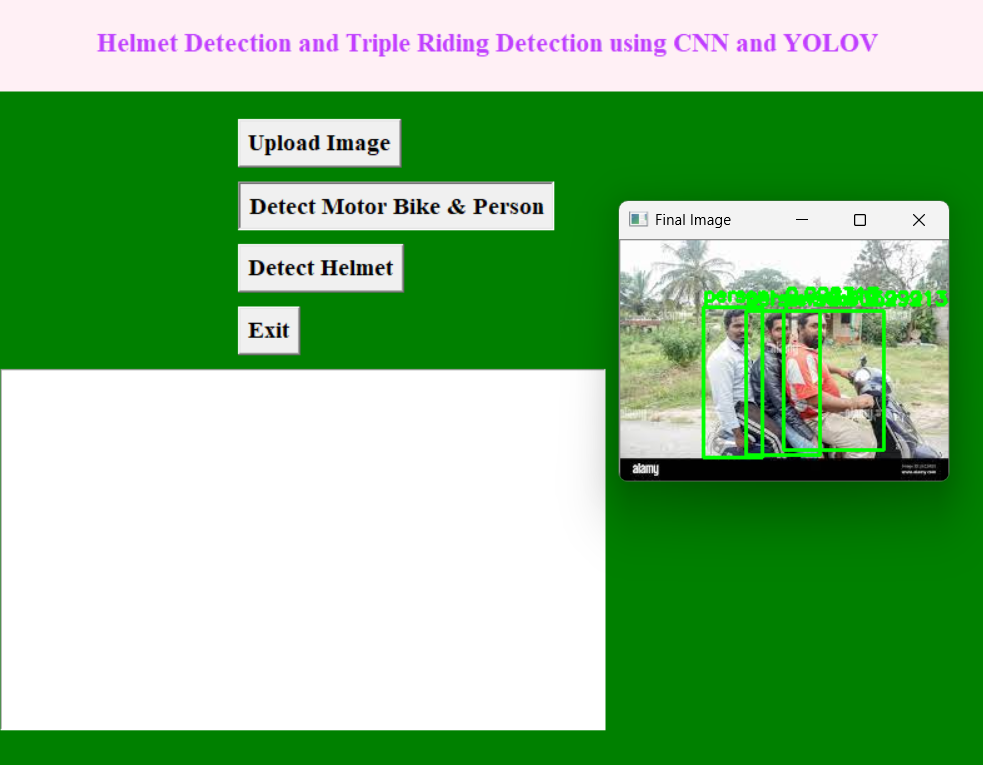 Helmet Detection and Triple Riding Detection using CNN and YOLOV
Upload Image
Detect Motor Bike & Person
Detect Helmet
Exit
Final Image
alamy